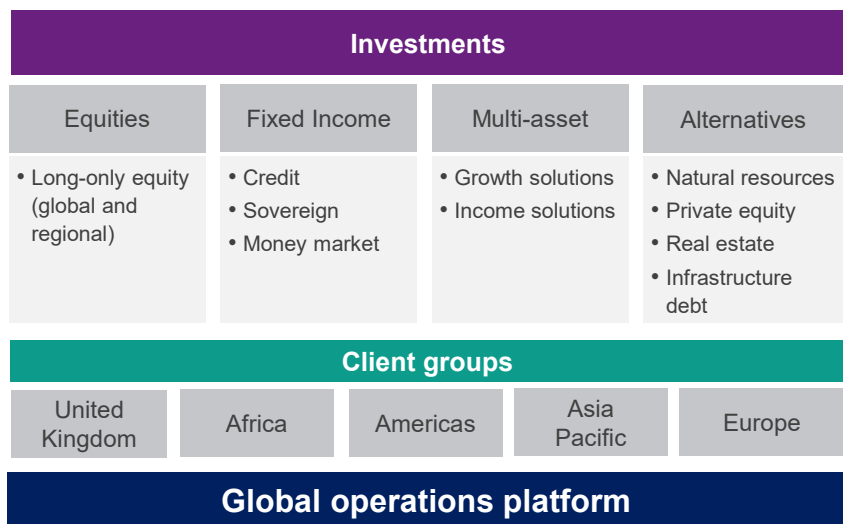 Investments
Equities
• Long-only equity
(global and
regional)
Fixed Income
• Credit
• Sovereign
• Money market
Multi-asset
• Growth solutions
• Income solutions
Alternatives
• Natural resources
• Private equity
• Real estate
• Infrastructure
debt
Client groups
United
Kingdom
Africa
Americas
Asia
Pacific
Europe
Global operations platform